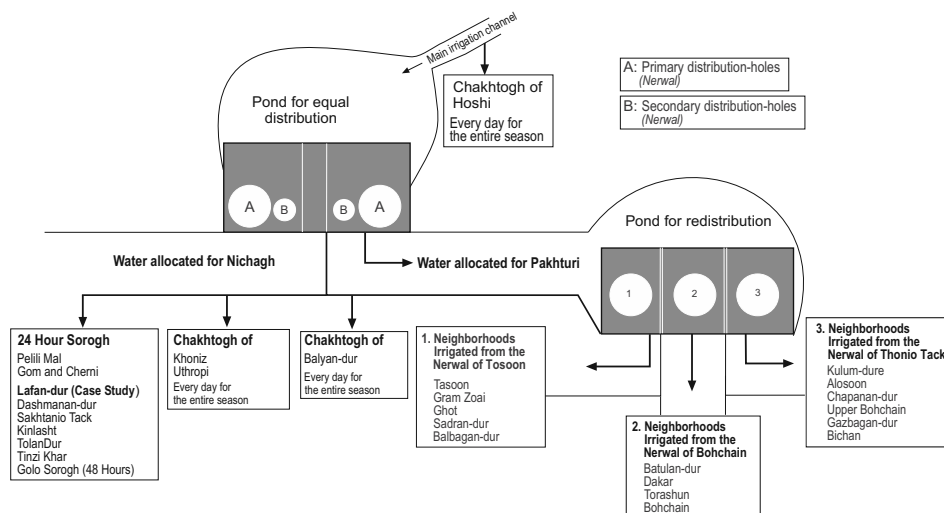 Main irrigation channel
Pond for equal
distribution
Chakhtogh of
Hoshi
Every day for
the entire season
A: Primary distribution-holes
(Nerwal)
B: Secondary distribution-holes
(Nerwal)
A
B
B
A
Pond for redistribution
Water allocated for Nichagh
Water allocated for Pakhturi
1
2
3
24 Hour Sorogh
Pelili Mal
Gom and Cherni
Lafan-dur (Case Study)
Dashmanan-dur
Sakhtanio Tack
Kinlasht
TolanDur
Tinzi Khar
Golo Sorogh (48 Hours)
Chakhtogh of
Khoniz
Uthropi
Every day for
the entire season
Chakhtogh of
Balyan-dur
Every day for
the entire season
1. Neighborhoods
Irrigated from the
Nerwal of Tosoon
Tasoon
Gram Zoai
Ghot
Sadran-dur
Balbagan-dur
2. Neighborhoods
Irrigated from the
Nerwal of Bohchain
Batulan-dur
Dakar
Torashun
Bohchain
3. Neighborhoods
Irrigated from the
Nerwal of Thonio Tack
Kulum-dure
Alosoon
Chapanan-dur
Upper Bohchain
Gazbagan-dur
Bichan